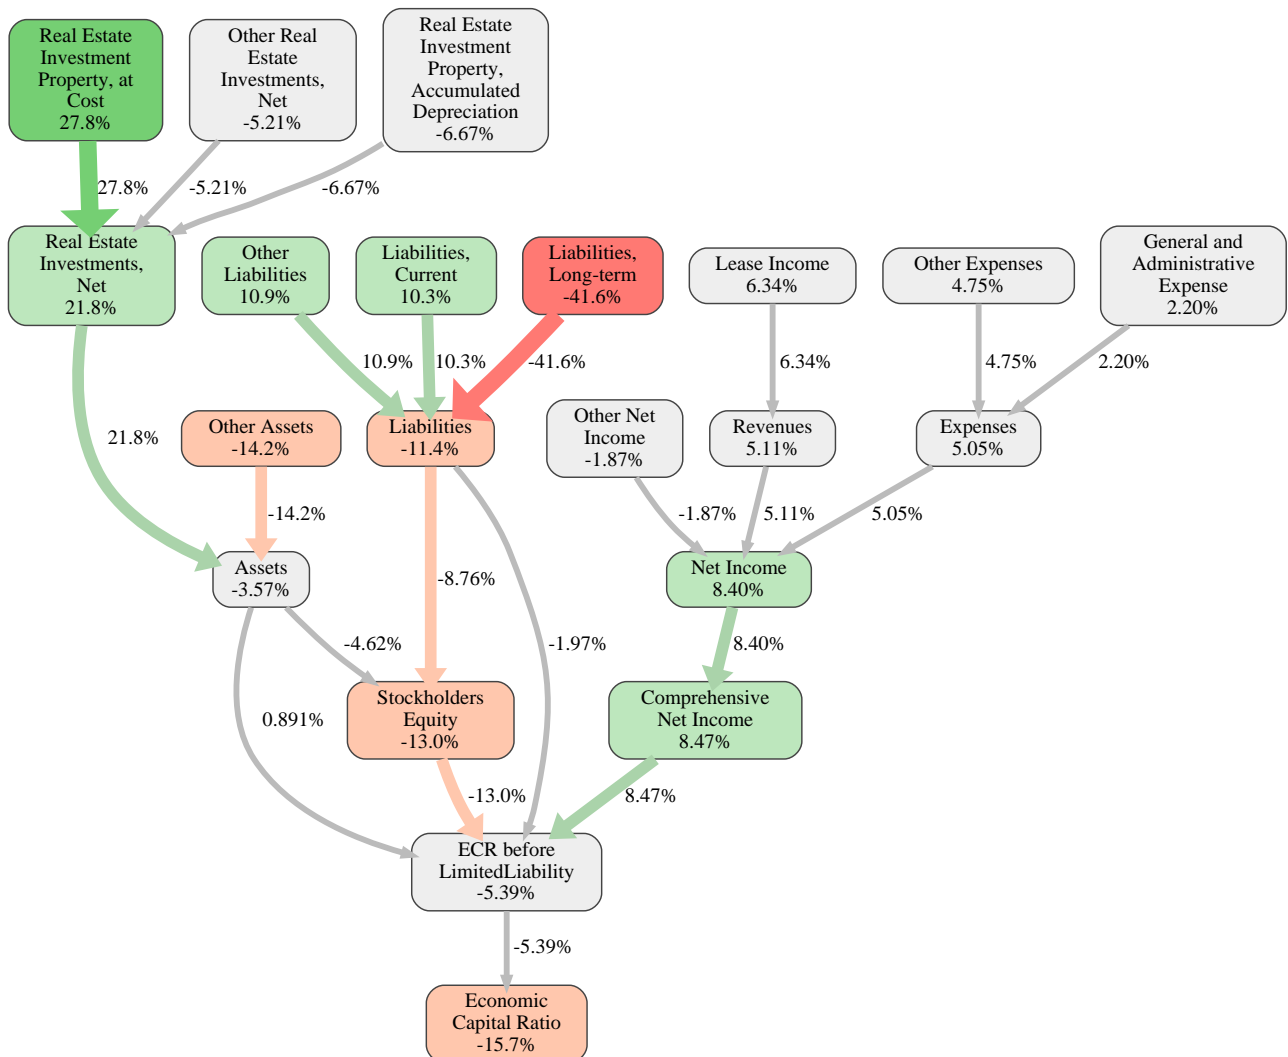 Real Estate
Investment
Property, at
Cost
27.8%
Other Real
Estate
Investments,
Net
-5.21%
Real Estate
Investment
Property,
Accumulated
Depreciation
-6.67%
27.8%
-5.21%
-6.67%
Real Estate
Investments,
Net
21.8%
Other
Liabilities
10.9%
Liabilities,
Current
10.3%
Liabilities,
Long-term
-41.6%
Lease Income
6.34%
Other Expenses
4.75%
General and
Administrative
Expense
2.20%
10.9%
10.3%
-41.6%
6.34%
4.75%
2.20%
21.8%
Other Assets
-14.2%
Liabilities
-11.4%
Other Net
Income
-1.87%
Revenues
5.11%
Expenses
5.05%
-14.2%
-8.76%
-1.87%
5.11%
5.05%
Assets
-3.57%
Net Income
8.40%
-4.62%
-1.97%
8.40%
0.891%
Stockholders
Equity
-13.0%
Comprehensive
Net Income
8.47%
-13.0%
8.47%
ECR before
LimitedLiability
-5.39%
-5.39%
Economic
Capital Ratio
-15.7%